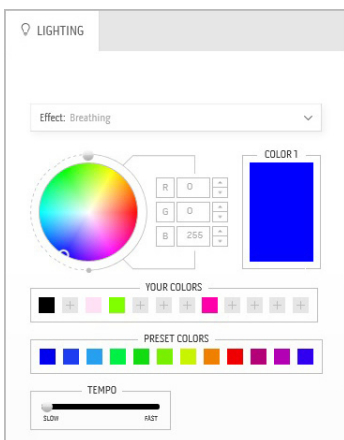 LIGHTING
Effect: Breathing
COLOR 1
R 0
G 0
B 255
YOUR COLORS
PRESET COLORS
TEMPO
SLOW FAST